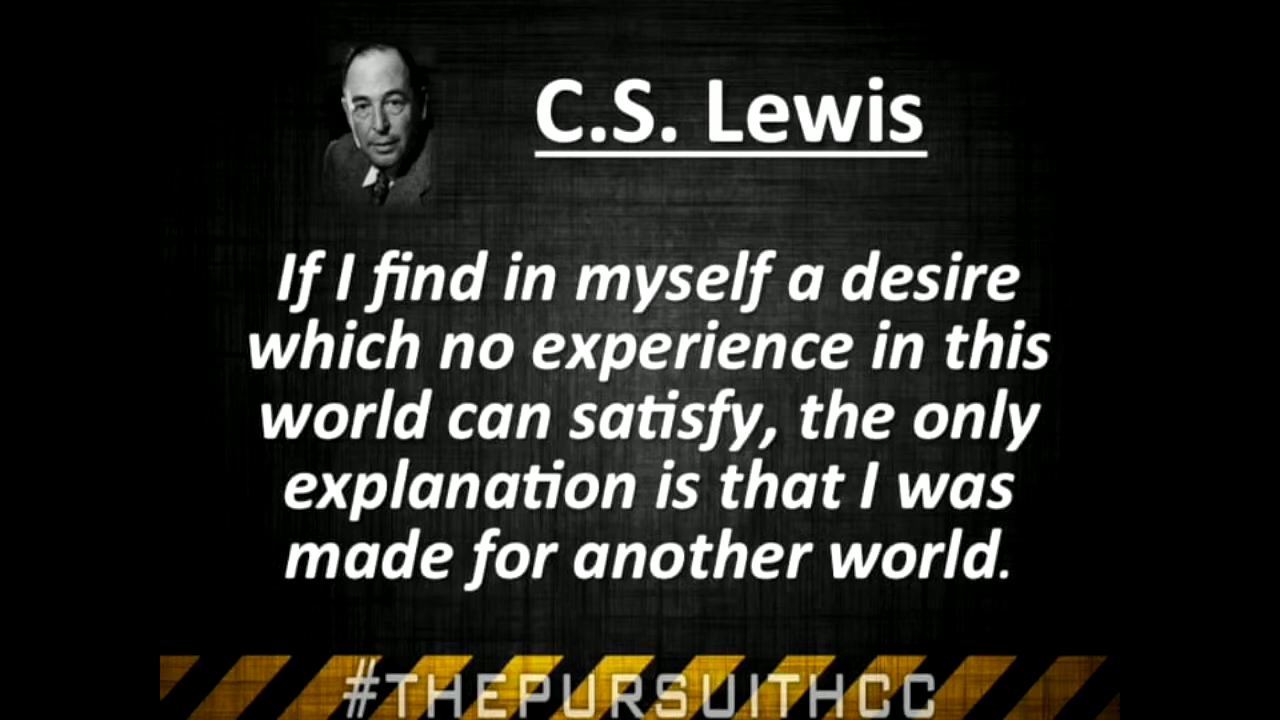 C.S. Lewis
If I find in myself a desire
which no experience in this
world can satisfy, the only
explanation is that I was
made for another world.
#THEPURSUITHCC